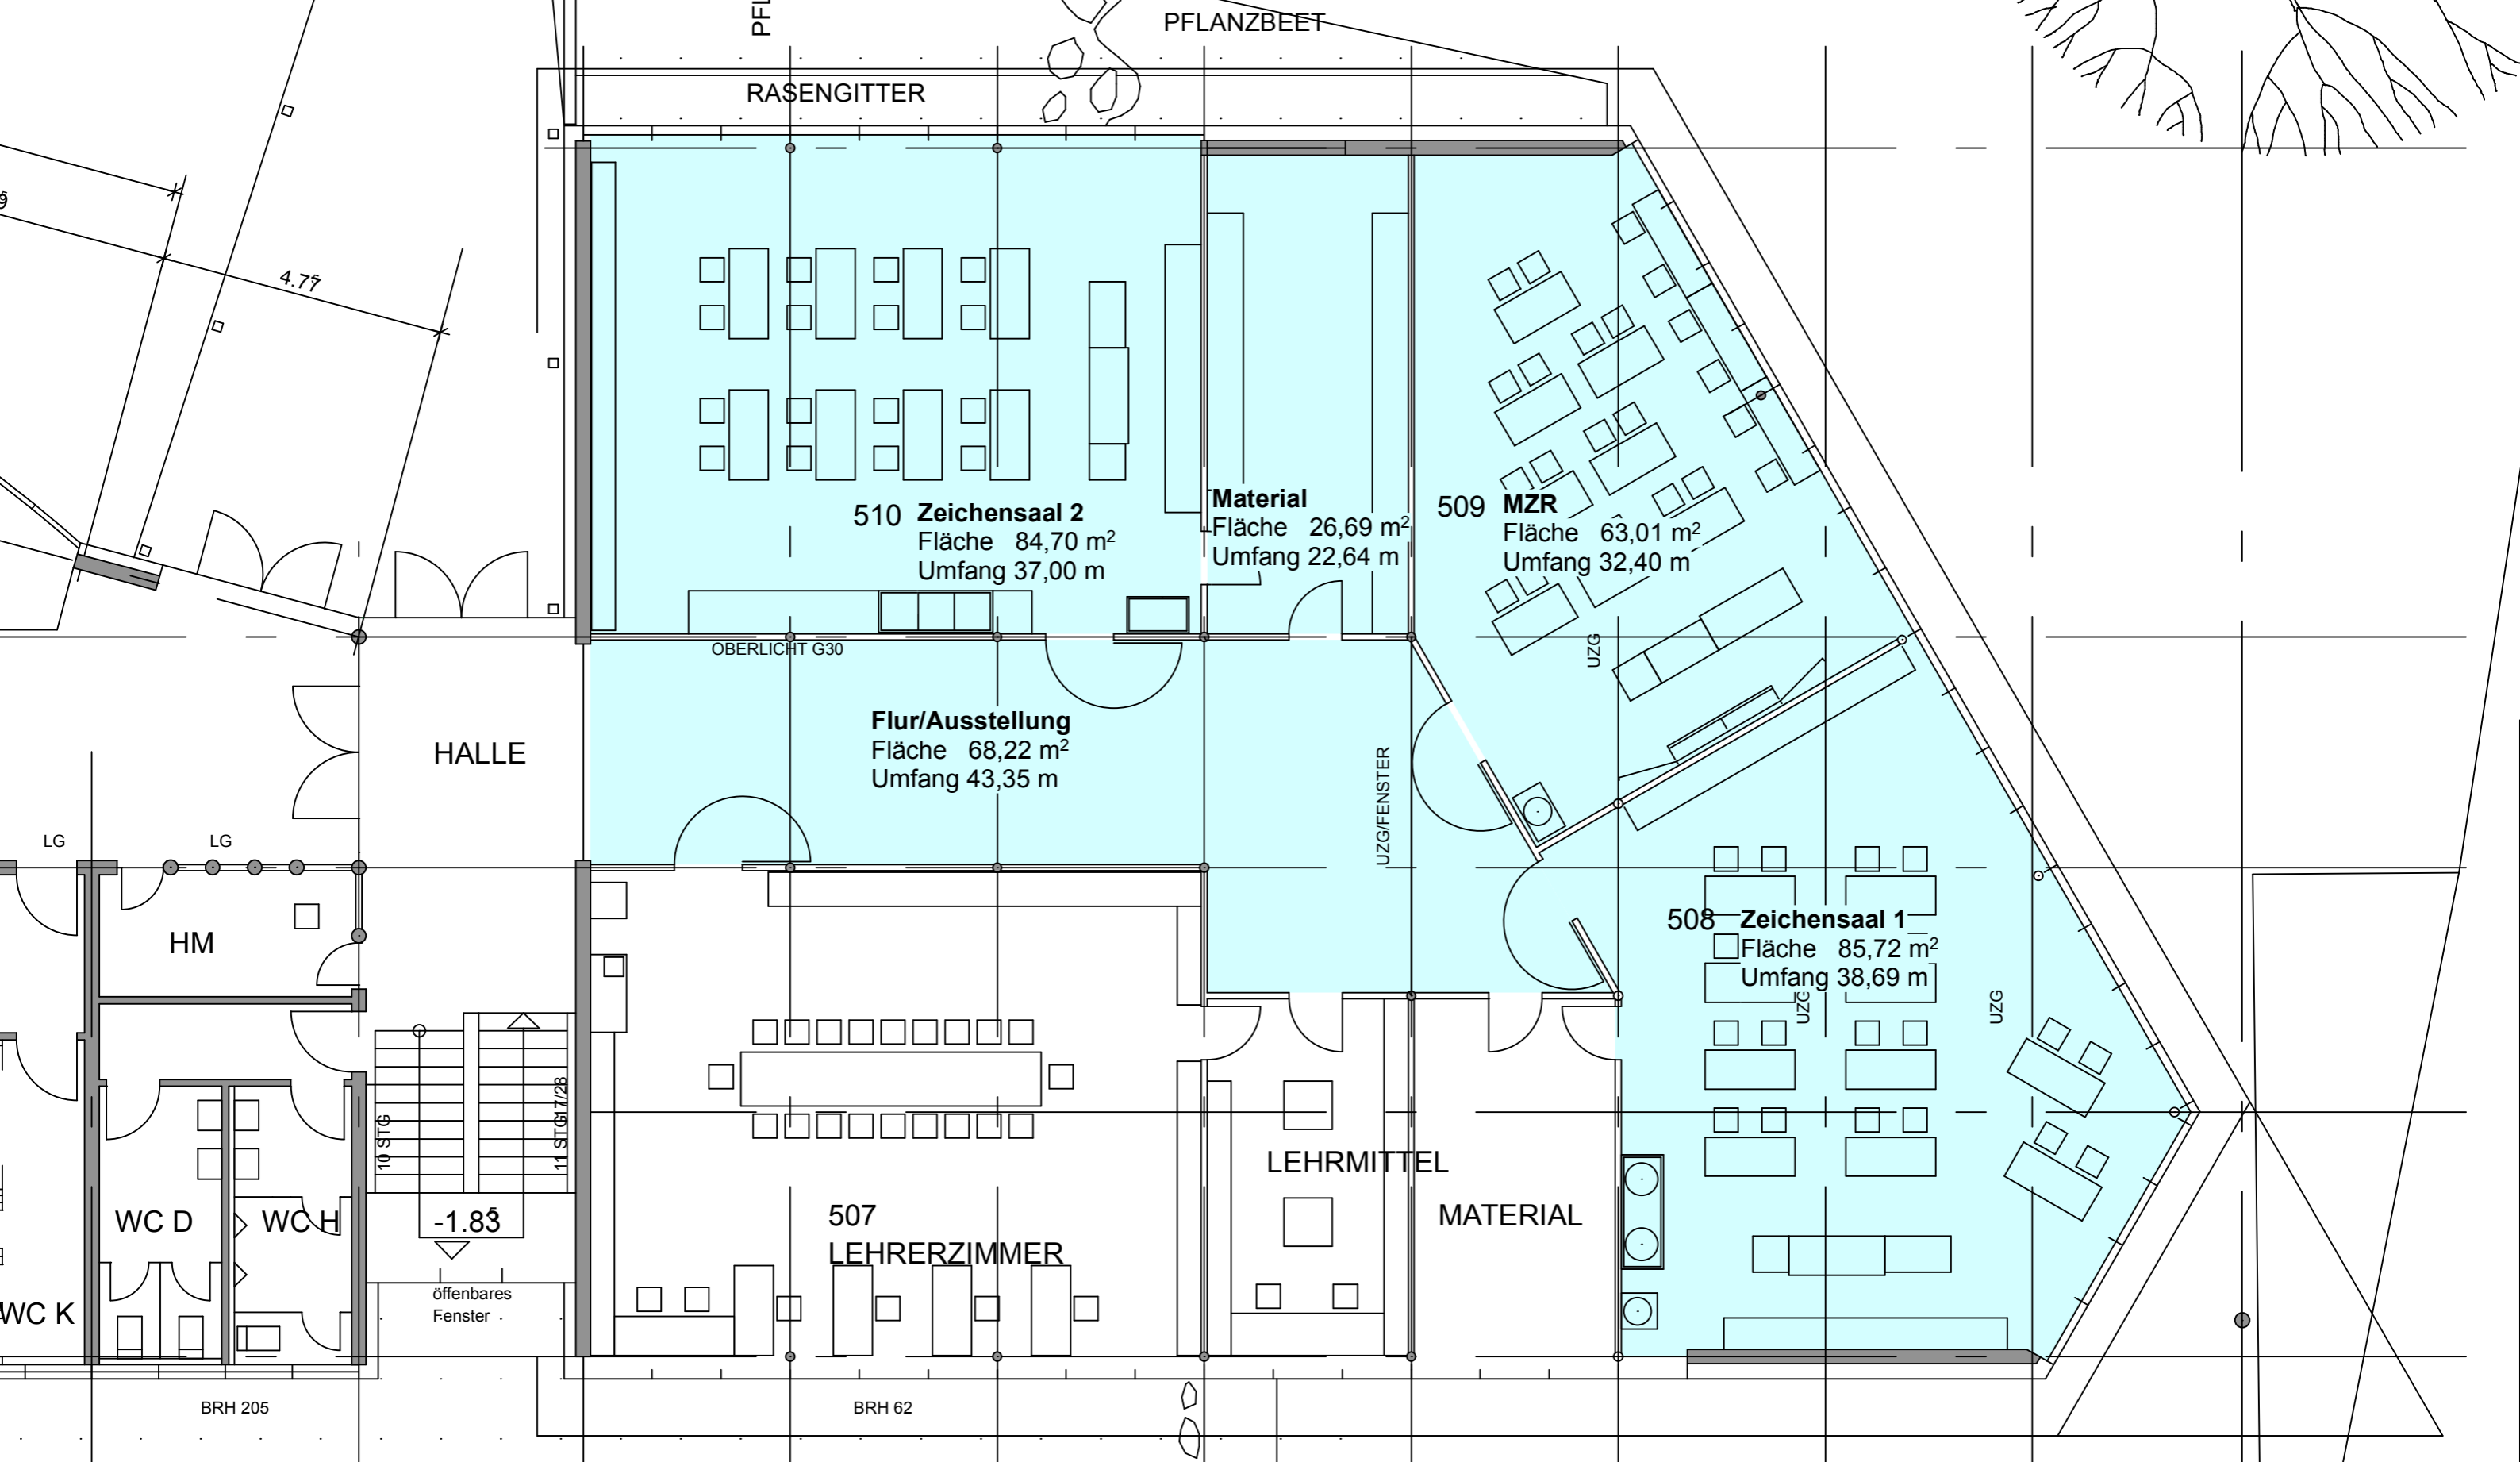 PFLANZBEET
RASENGITTER
4.77⁵
510 Zeichensaal 2
Fläche 84,70 m²
Umfang 37,00 m
Material
Fläche 26,69 m²
Umfang 22,64 m
509 MZR
Fläche 63,01 m²
Umfang 32,40 m
OBERLICHT G30
UZG
Flur/Ausstellung
Fläche 68,22 m²
Umfang 43,35 m
HALLE
UZG/FENSTER
LG
LG
HM
508 Zeichensaal 1
Fläche 85,72 m²
Umfang 38,69 m
UZG
UZG
10 STG
11 STG 17/28
LEHRMITTEL
MATERIAL
WC D
WC H
-1.83⁵
507
LEHRERZIMMER
WC K
öffenbares
Fenster
BRH 205
BRH 62